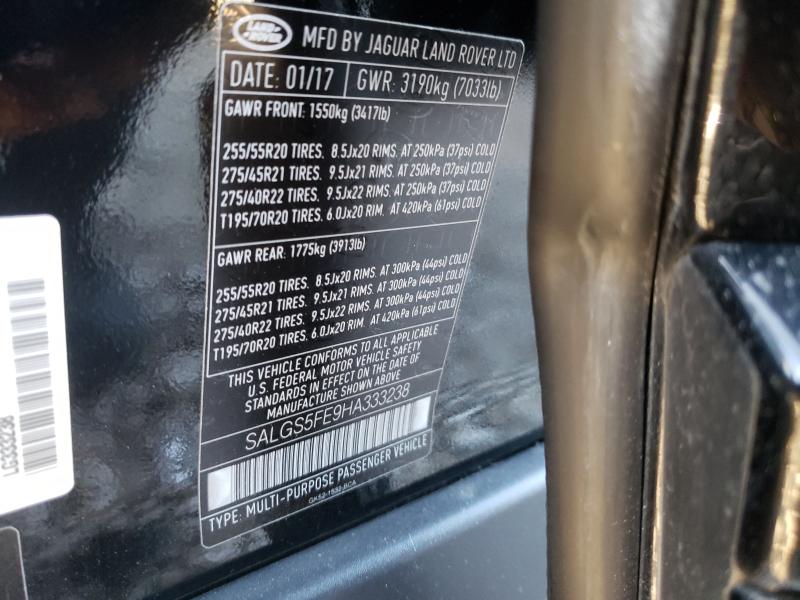 LAND ROVER
MFD BY JAGUAR LAND ROVER LTD
DATE: 01/17 GWR: 3190kg (7033lb)
GAWR FRONT: 1550kg (3417lb)
255/55R20 TIRES. 8.5Jx20 RIMS. AT 250kPa (37psi) COLD
275/45R21 TIRES. 9.5Jx21 RIMS. AT 250kPa (37psi) COLD
275/40R22 TIRES. 9.5Jx22 RIMS. AT 250kPa (37psi) COLD
T195/70R20 TIRES. 6.0Jx20 RIM. AT 420kPa (61psi) COLD
GAWR REAR: 1775kg (3913lb)
255/55R20 TIRES. 8.5Jx20 RIMS. AT 300kPa (44psi) COLD
275/45R21 TIRES. 9.5Jx21 RIMS. AT 300kPa (44psi) COLD
275/40R22 TIRES. 9.5Jx22 RIMS. AT 300kPa (44psi) COLD
T195/70R20 TIRES. 6.0Jx20 RIM. AT 420kPa (61psi) COLD
THIS VEHICLE CONFORMS TO ALL APPLICABLE
U.S. FEDERAL MOTOR VEHICLE SAFETY
STANDARDS IN EFFECT ON THE DATE OF
MANUFACTURE SHOWN ABOVE
SALGS5FE9HA333238
TYPE: MULTI-PURPOSE PASSENGER VEHICLE
GK52-1532-BCA
LG333238